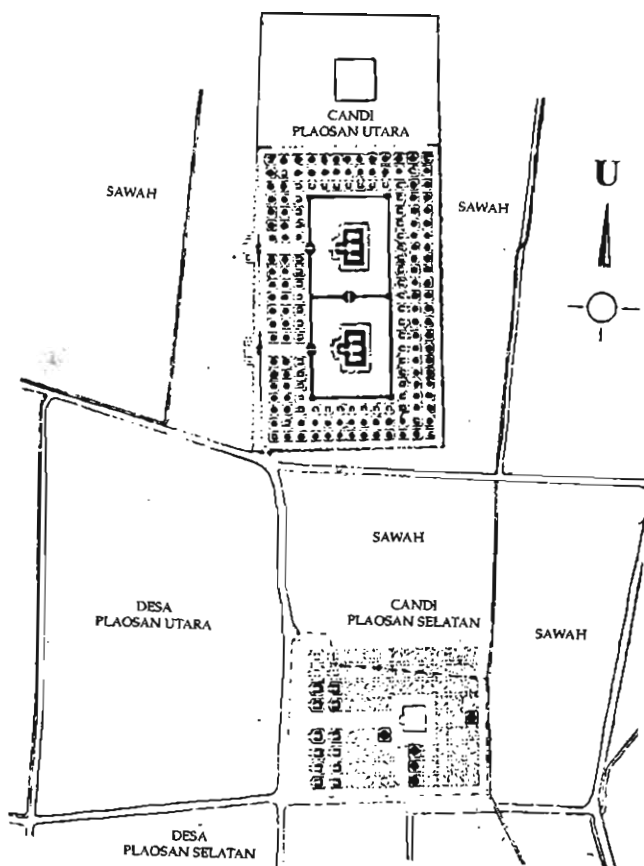 CANDI
PLAOSAN UTARA
SAWAH
SAWAH
U
SAWAH
DESA
PLAOSAN UTARA
CANDI
PLAOSAN SELATAN
SAWAH
DESA
PLAOSAN SELATAN